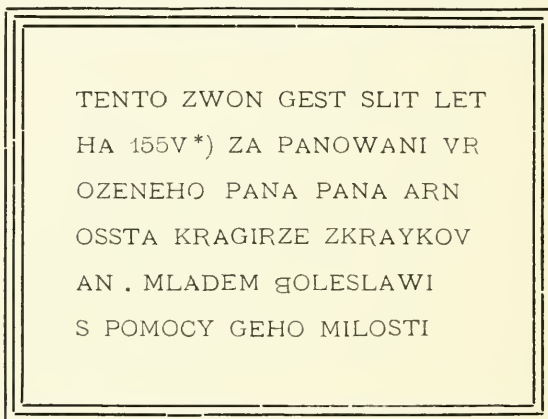 TENTO ZWON GEST SLIT LET
HA 155V*) ZA PANOWANI VR
OZENEHO PANA PANA ARN
OSSTA KRAGIRZE ZKRAYKOV
AN . MLADEM BOLESLAWI
S POMOCY GEHO MILOSTI